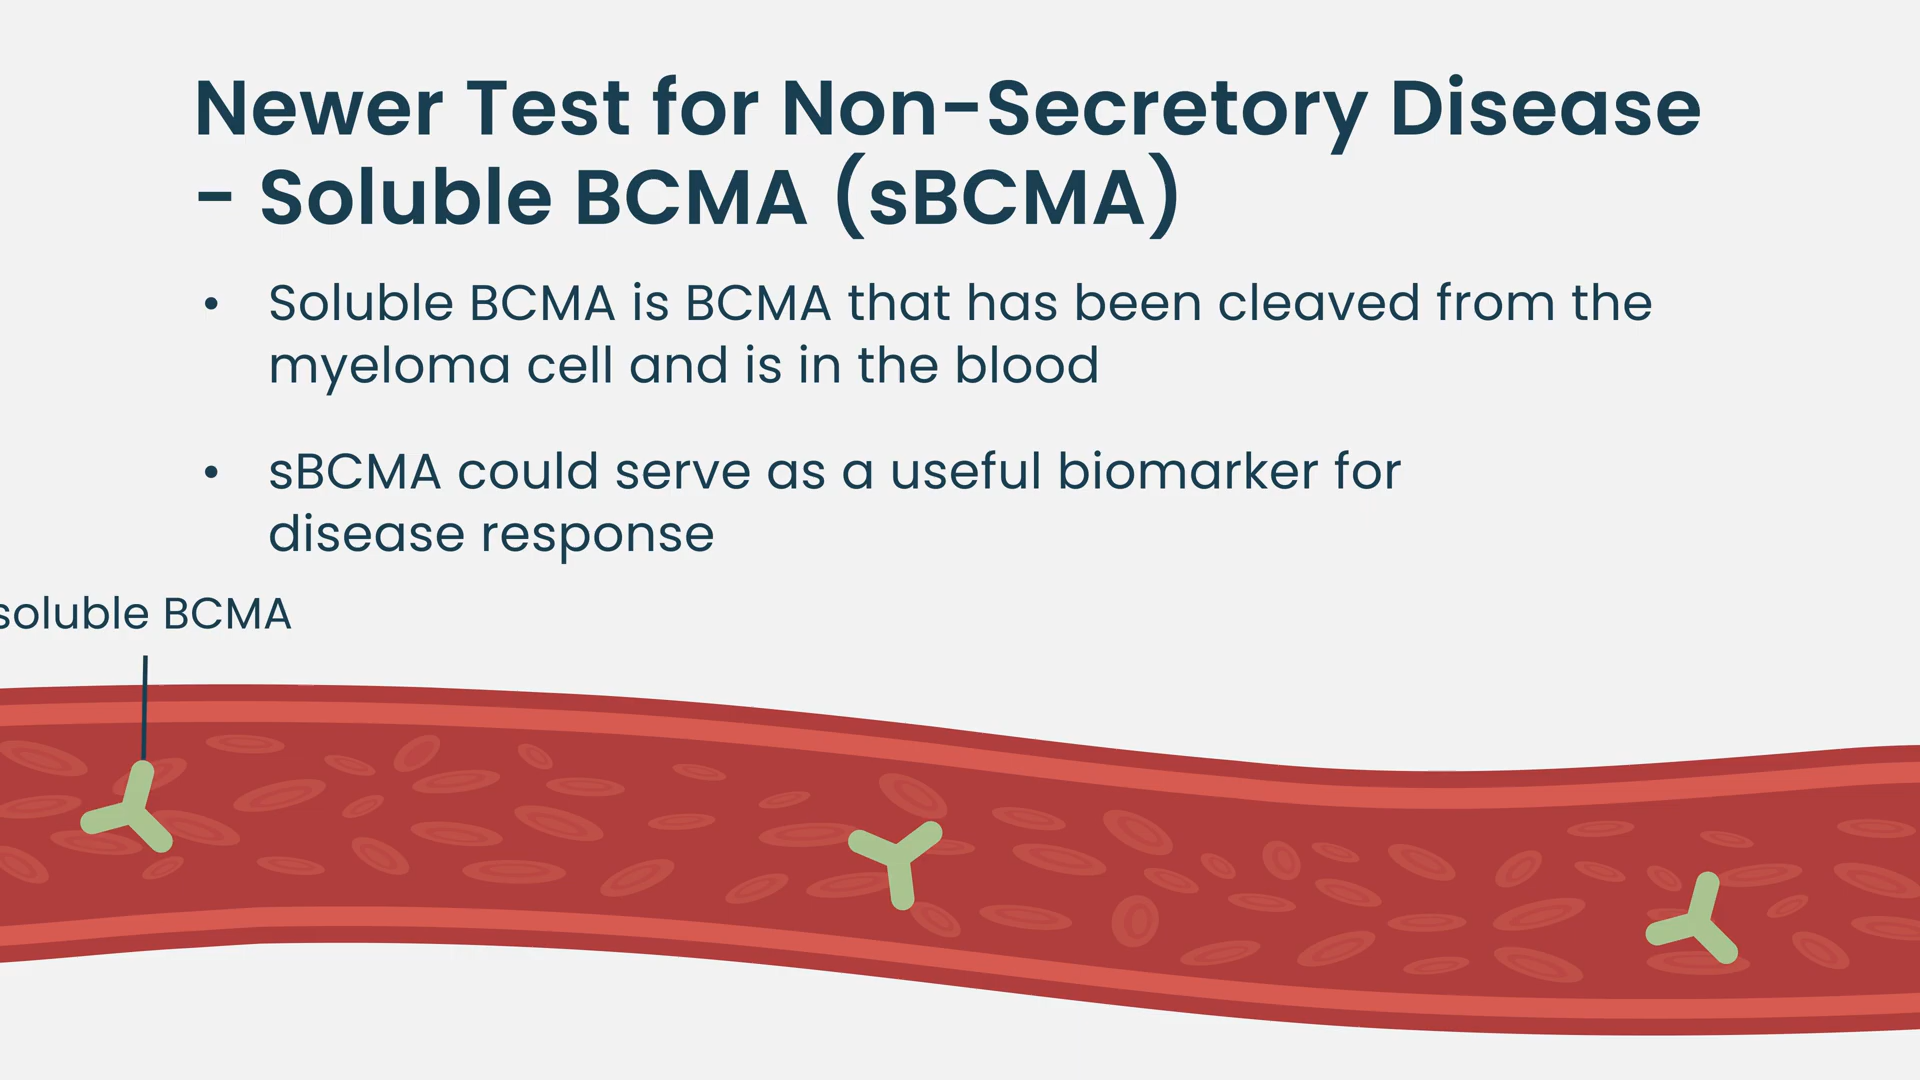 Newer Test for Non-Secretory Disease
- Soluble BCMA (sBCMA)
• Soluble BCMA is BCMA that has been cleaved from the
myeloma cell and is in the blood
• sBCMA could serve as a useful biomarker for
disease response
soluble BCMA